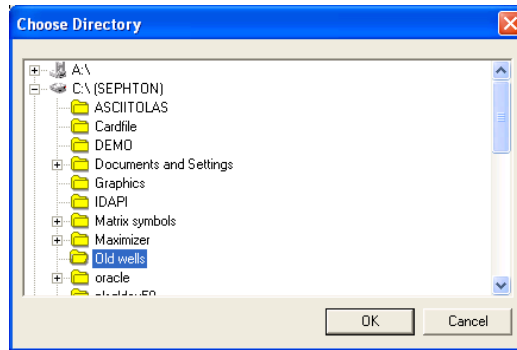 Choose Directory
A:\
C:\ (SEPHTON)
ASCIITOLAS
Cardfile
DEMO
Documents and Settings
Graphics
IDAPI
Matrix symbols
Maximizer
Old wells
oracle
OK Cancel